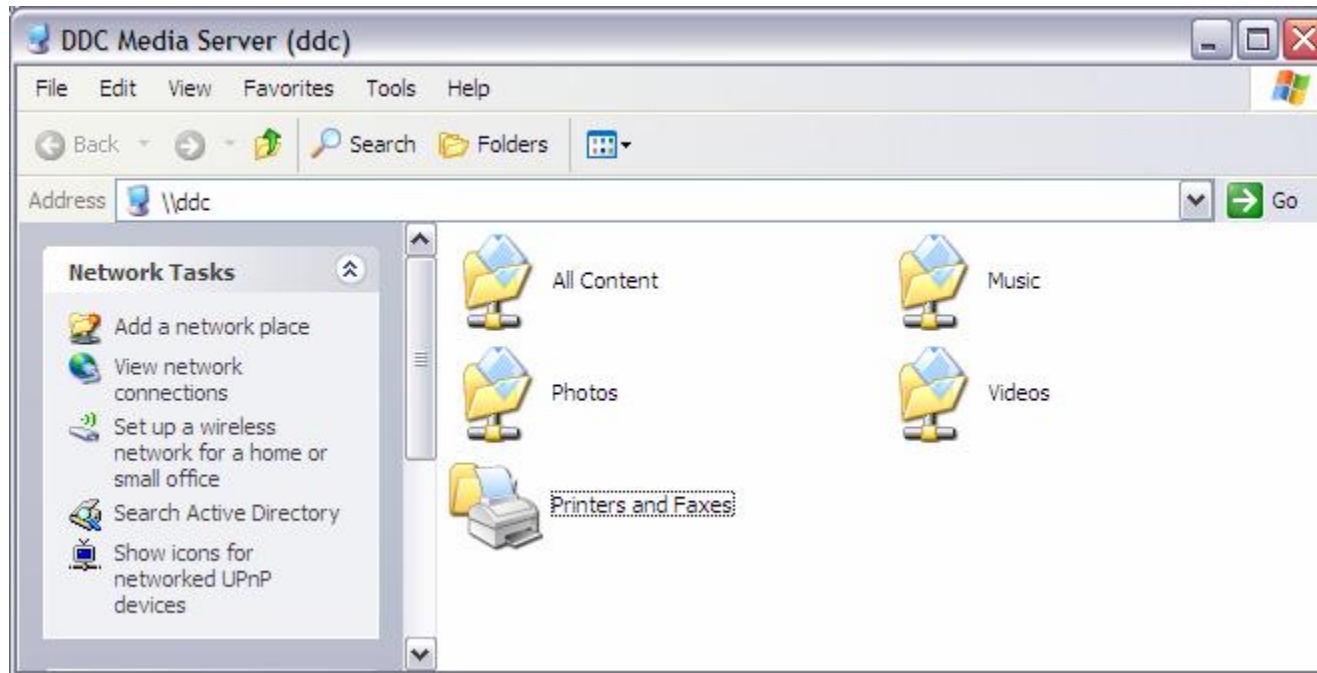 DDC Media Server (ddc)
File Edit View Favorites Tools Help
Back Search Folders
Address \\ddc Go
Network Tasks
Add a network place
View network
connections
Set up a wireless
network for a home or
small office
Search Active Directory
Show icons for
networked UPnP
devices
All Content Music
Photos Videos
Printers and Faxes